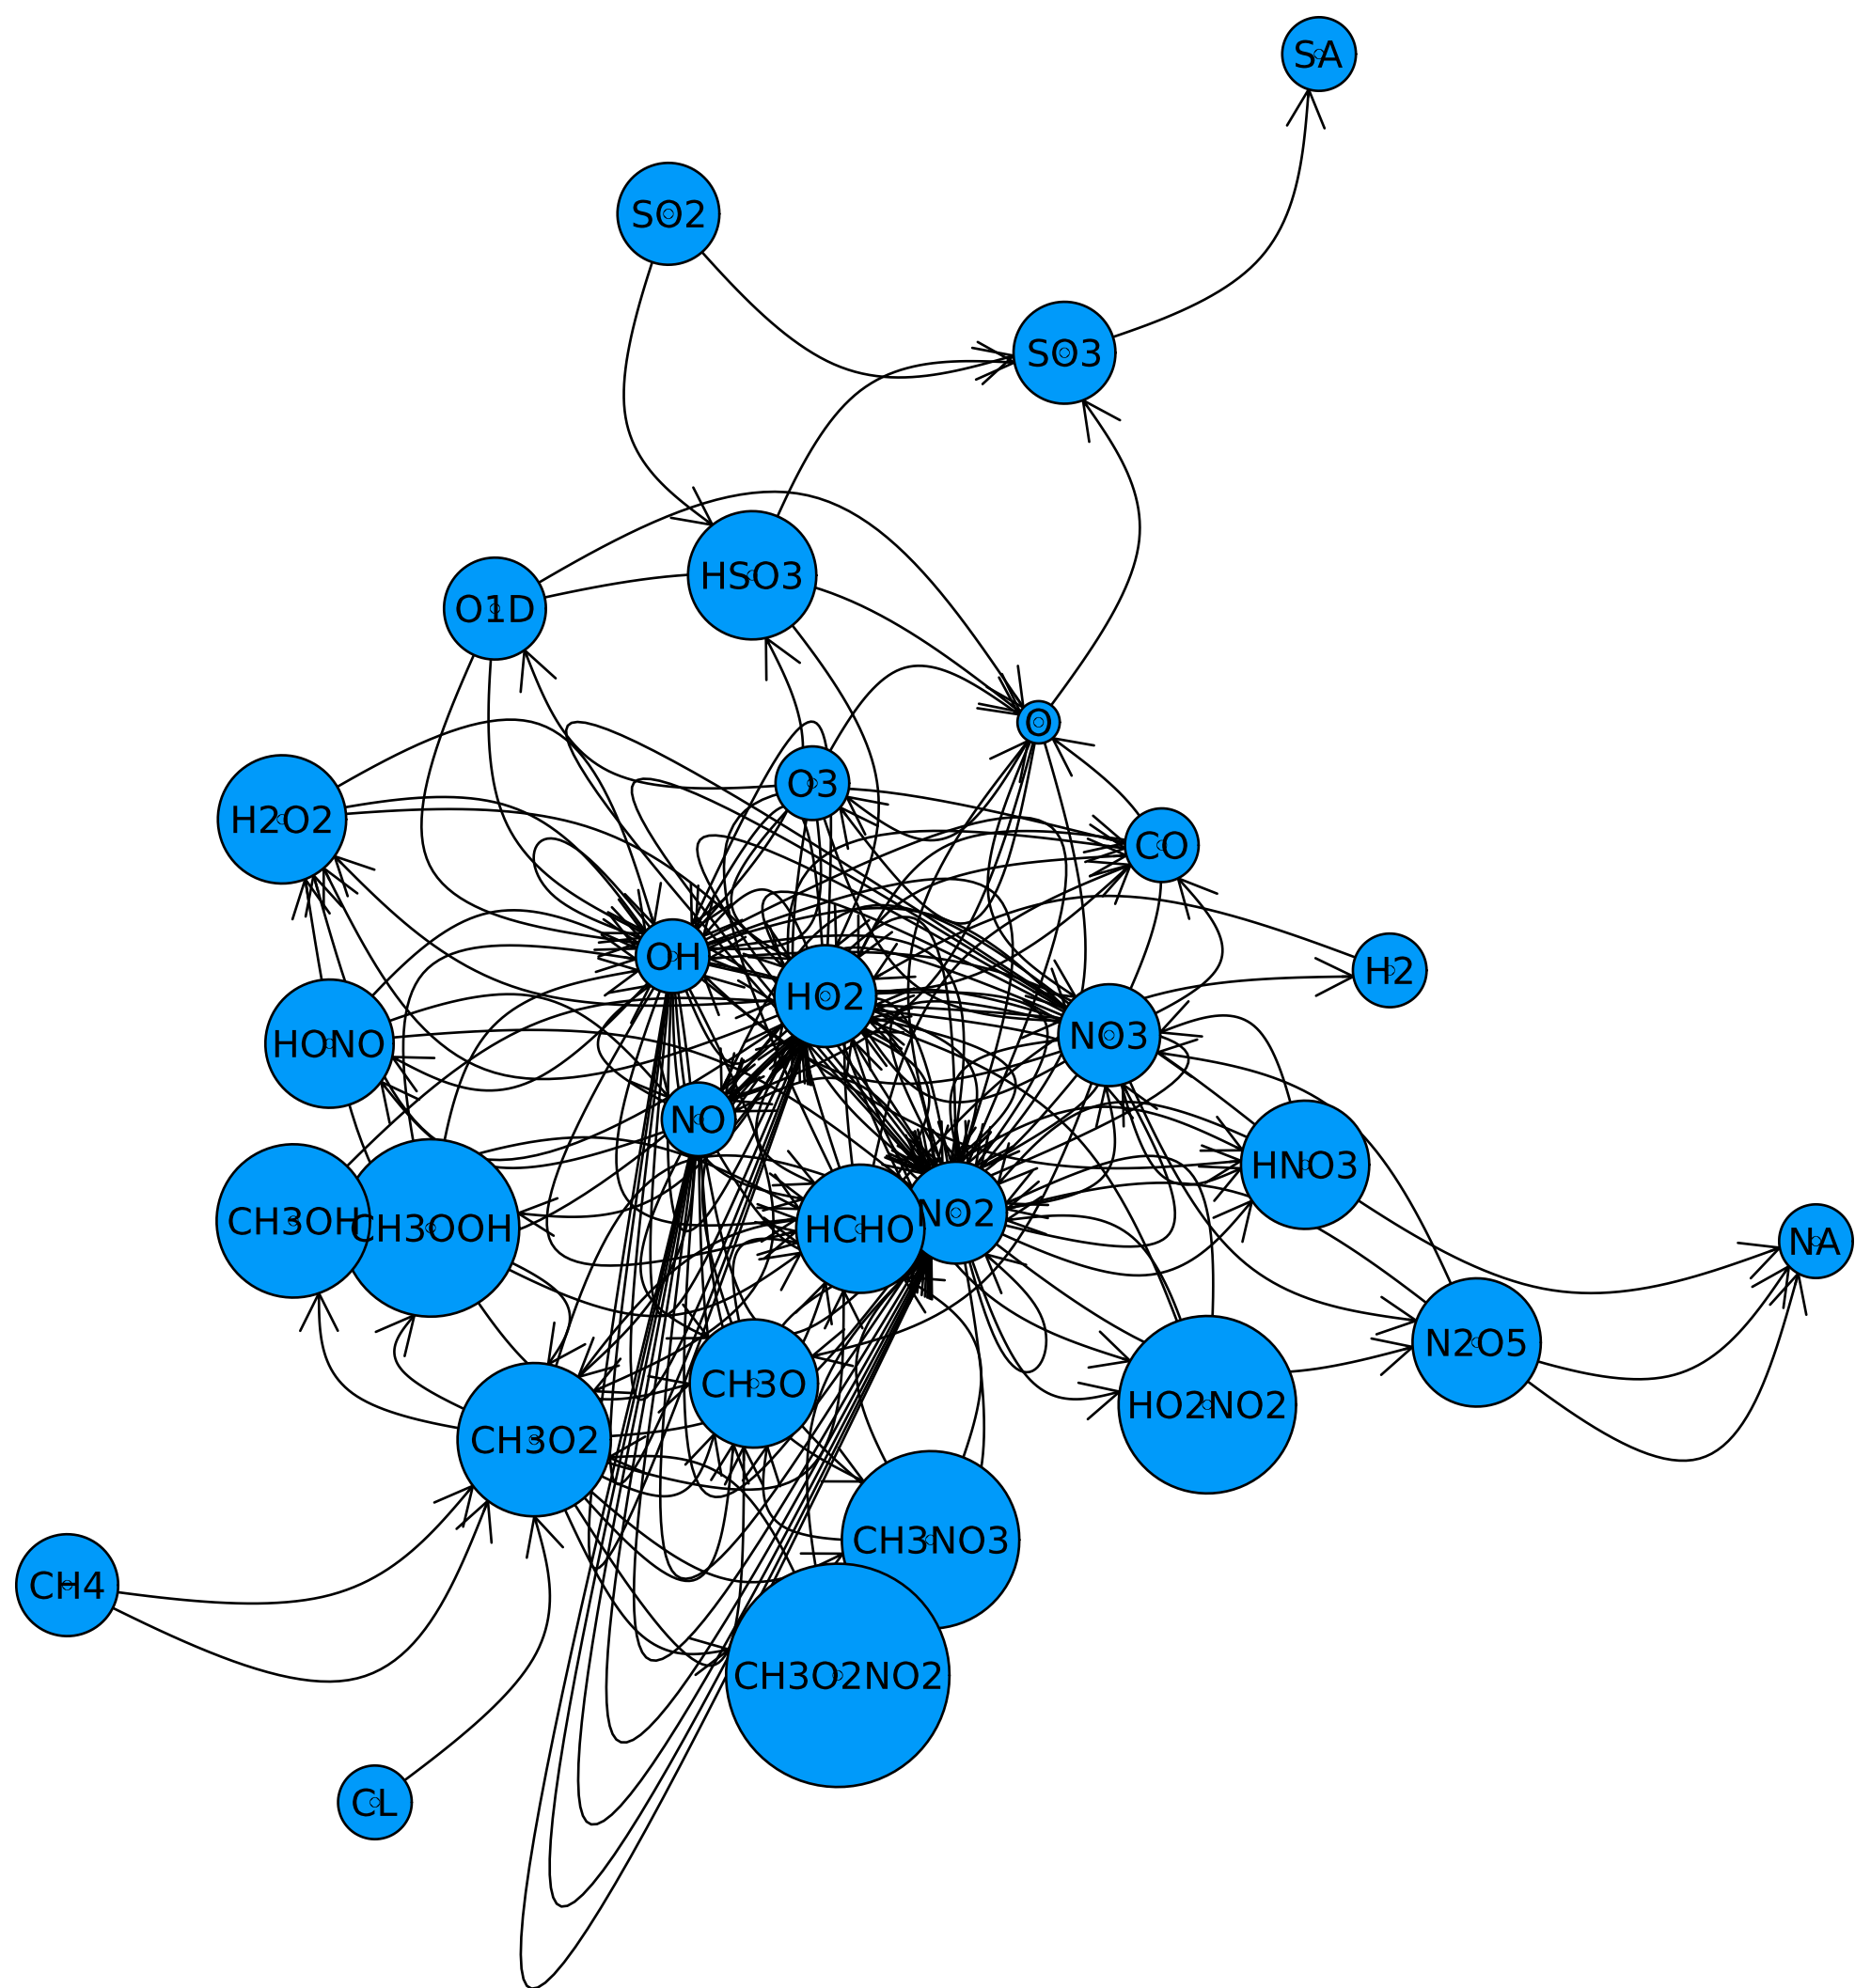 SA
SO2
SO3
HSO3
O1D
O
O3
H2O2
CO
OH
H2
HO2
NO3
HONO
NO
HNO3
CH3OH
CH3OOH
HCHO
NO2
NA
N2O5
CH3O
HO2NO2
CH3O2
CH3NO3
CH4
CH3O2NO2
CL